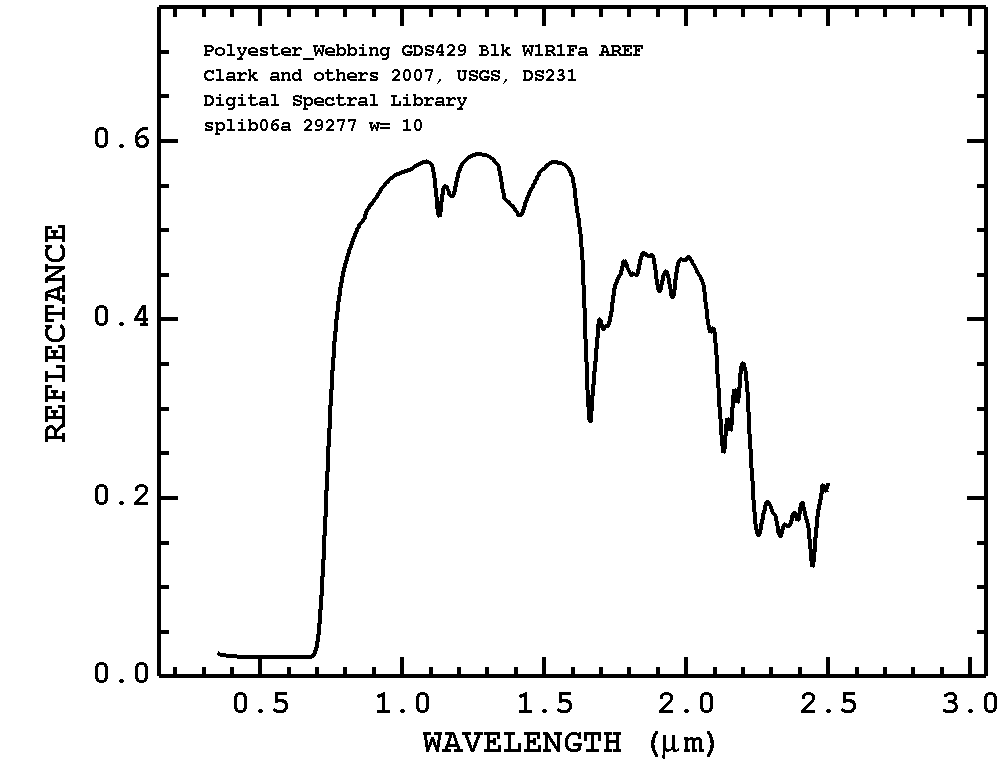 Polyester_Webbing GDS429 Blk W1R1Fa AREF
Clark and others 2007, USGS, DS231
Digital Spectral Library
splib06a 29277 w= 10
0.6
0.4
0.2
0.0
REFLECTANCE
0.5 1.0 1.5 2.0 2.5 3.0
WAVELENGTH (μm)